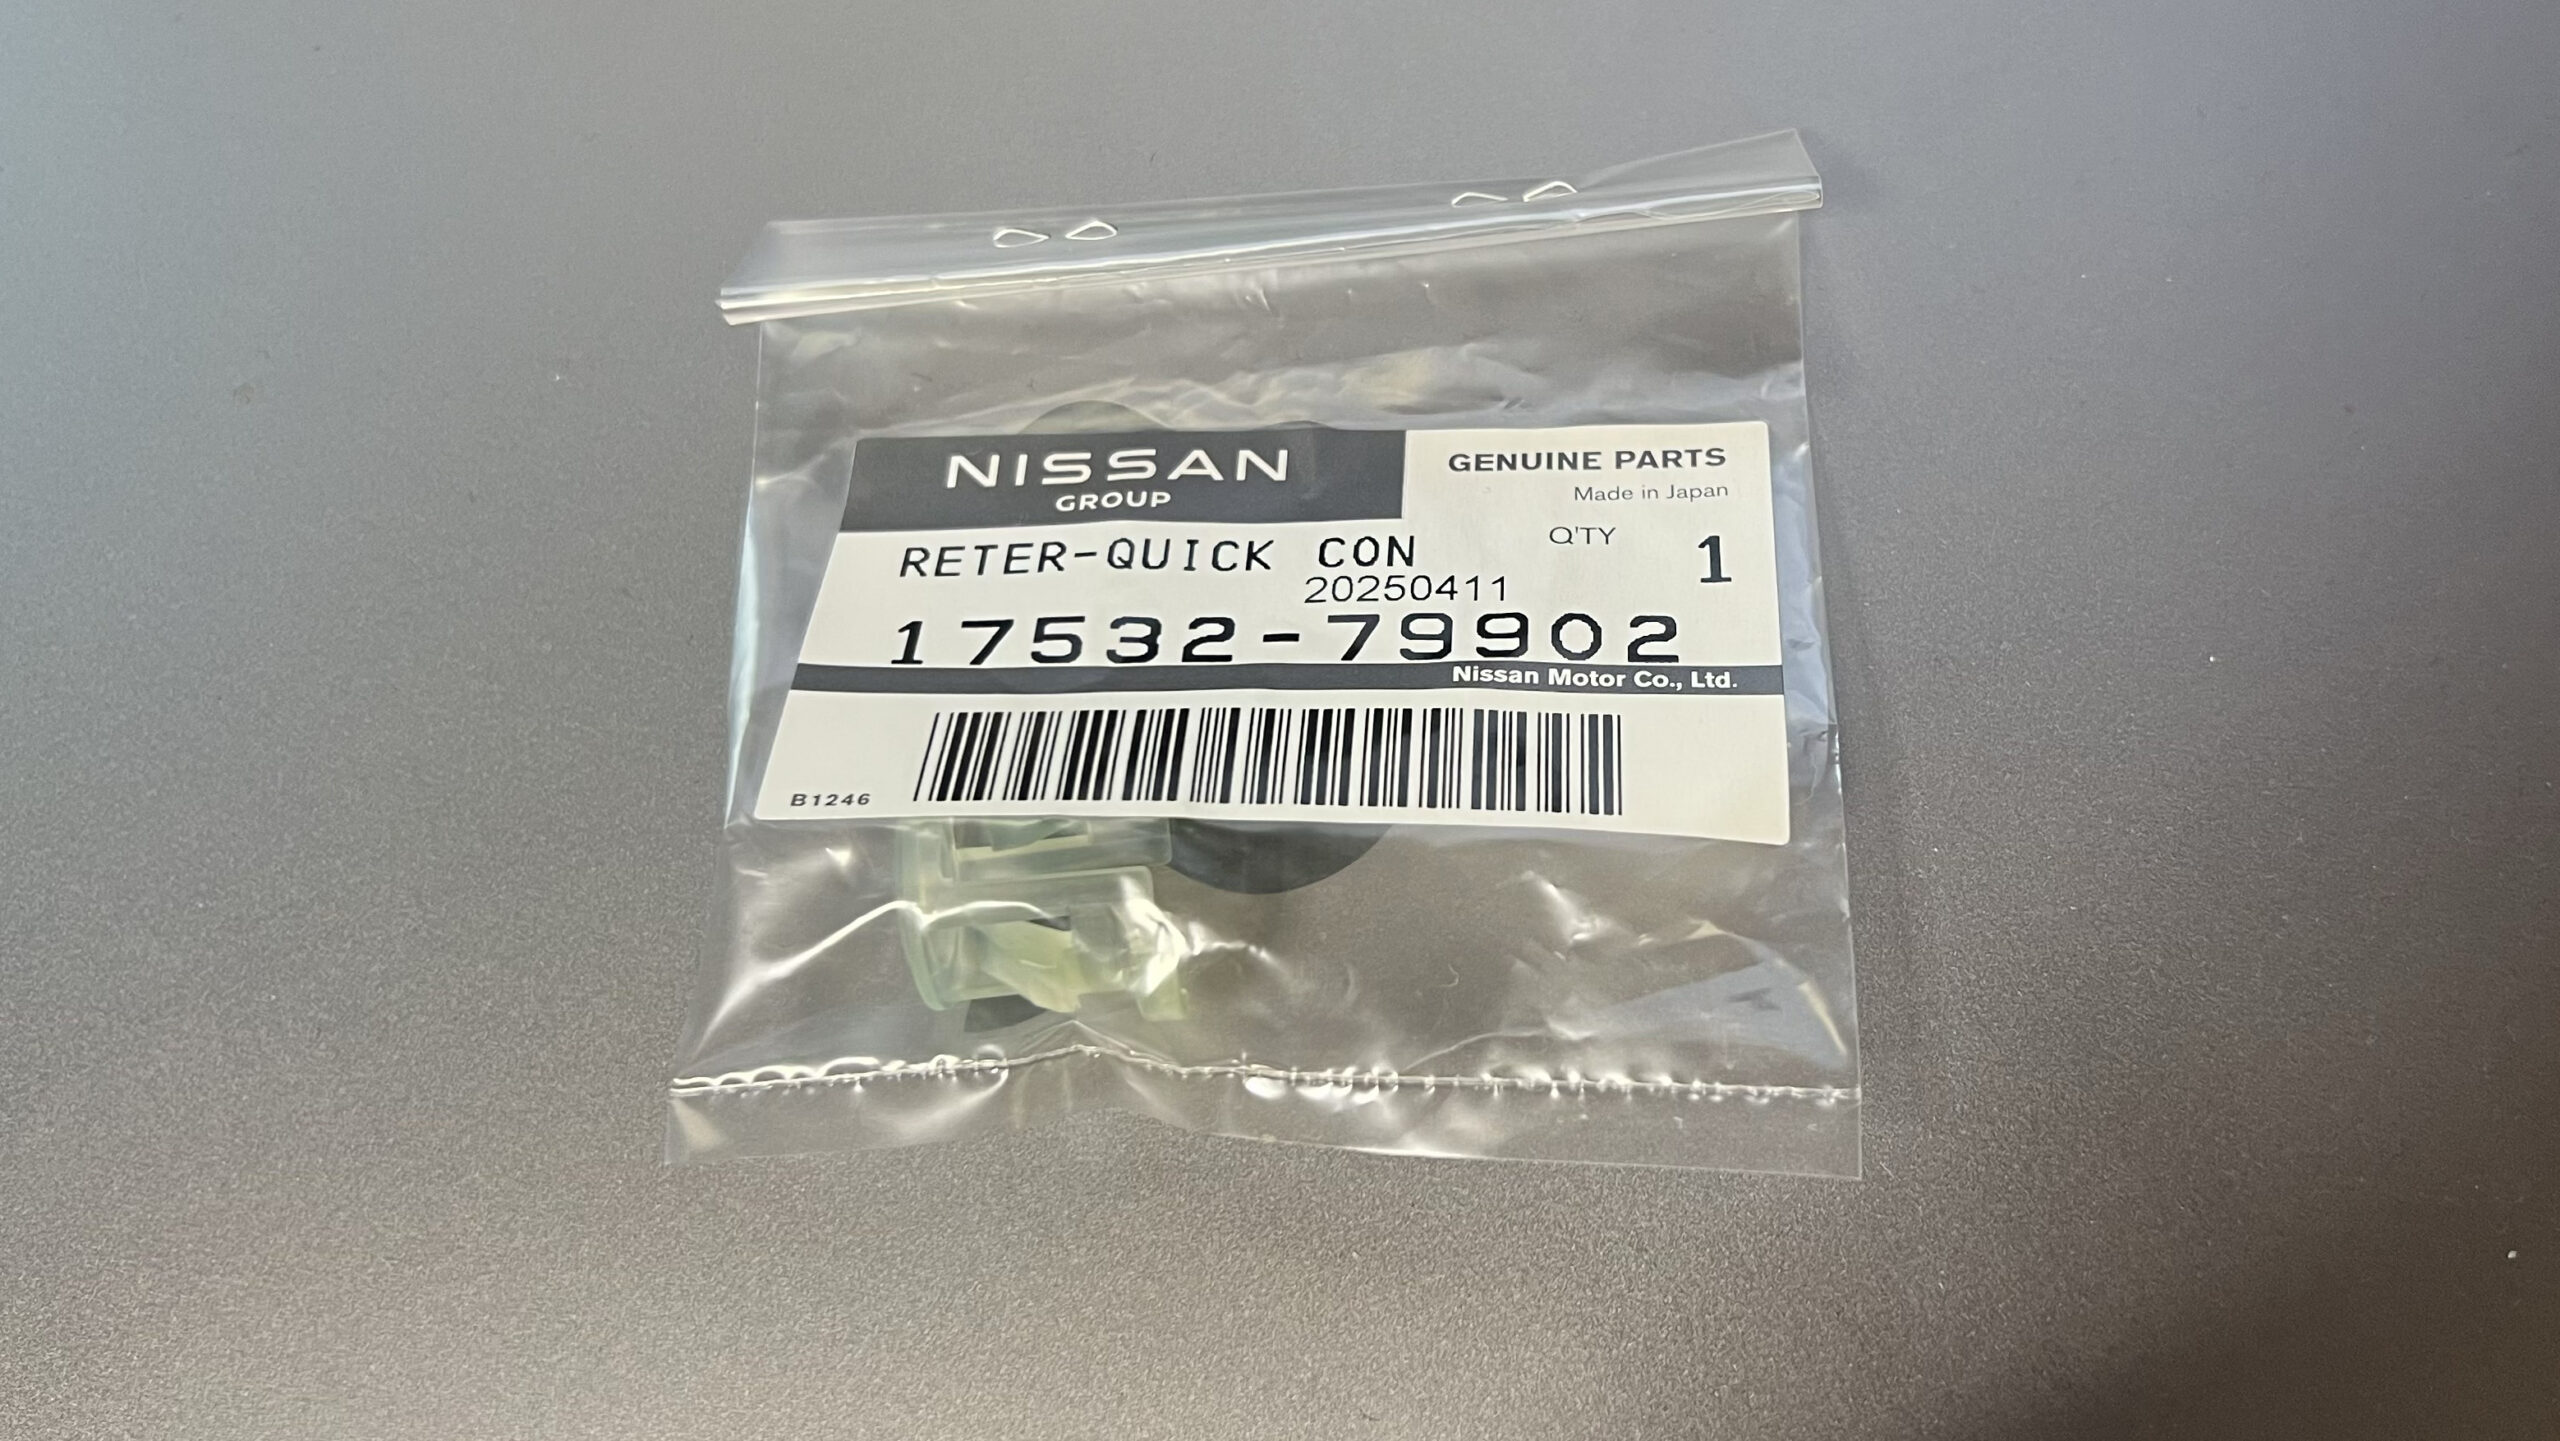 NISSAN
GROUP
GENUINE PARTS
Made in Japan
RETER-QUICK CON
Q'TY 1
20250411
17532-79902
Nissan Motor Co., Ltd.
B1246